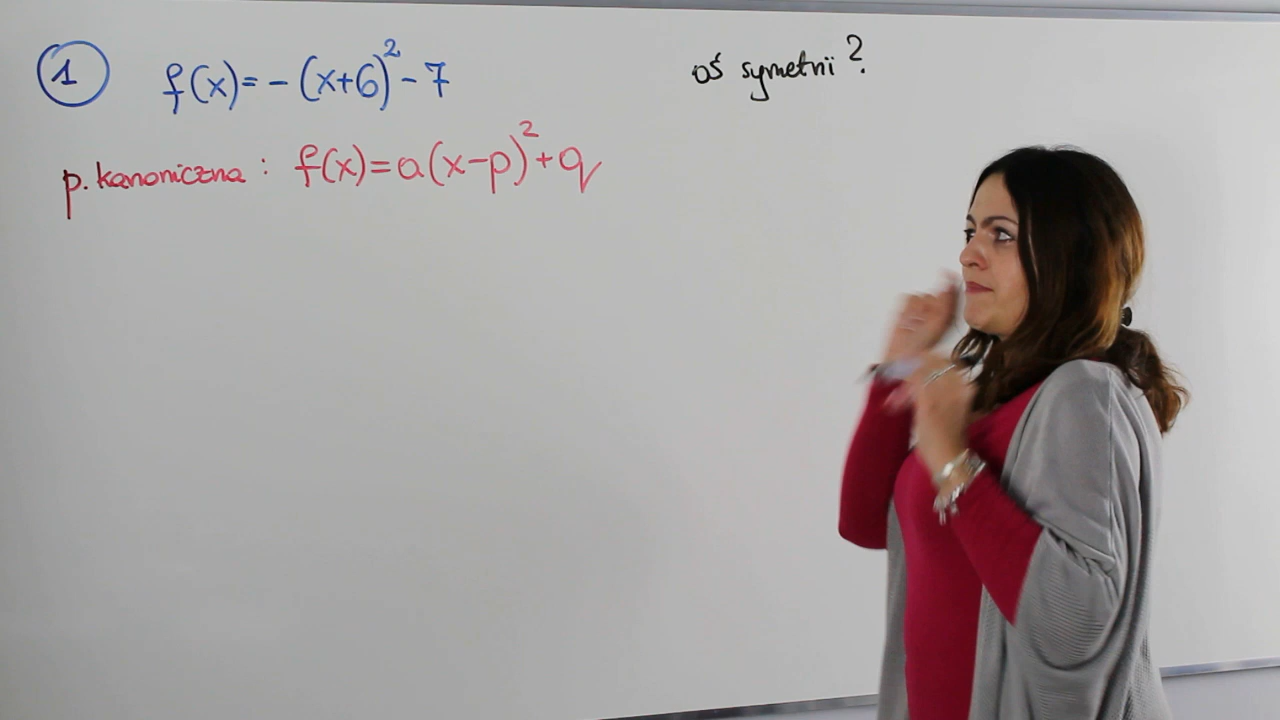 1 f(x)=-(x+6)²-7
oś symetrii?
p. kanoniczna: f(x)=a(x-p)²+q